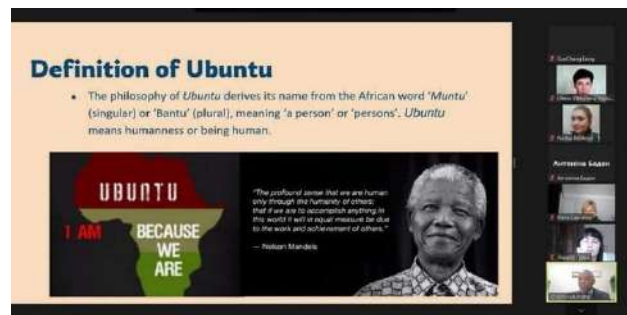 Definition of Ubuntu
• The philosophy of Ubuntu derives its name from the African word 'Muntu'
(singular) or 'Bantu' (plural), meaning 'a person' or 'persons'. Ubuntu
means humanness or being human.
UBUNTU
I AM
BECAUSE
WE
ARE
"The profound sense that we are human
only through the humanity of others;
that if we are to accomplish anything in
this world it will in equal measure be due
to the work and achievement of others."
— Nelson Mandela
Антонина Бадан